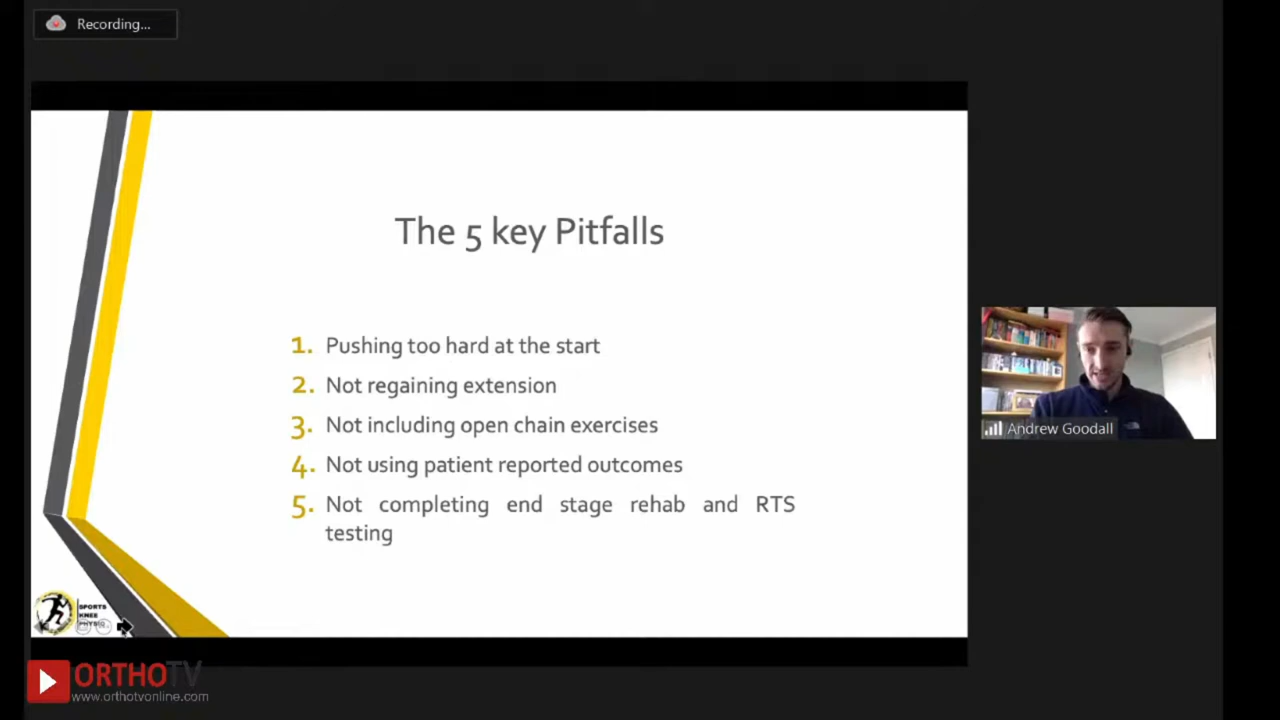 Recording...
The 5 key Pitfalls
1. Pushing too hard at the start
2. Not regaining extension
3. Not including open chain exercises
4. Not using patient reported outcomes
5. Not completing end stage rehab and RTS
testing
Andrew Goodall
SPORTS
KNEE
PHYSIO
ORTHOTV
www.orthotvonline.com